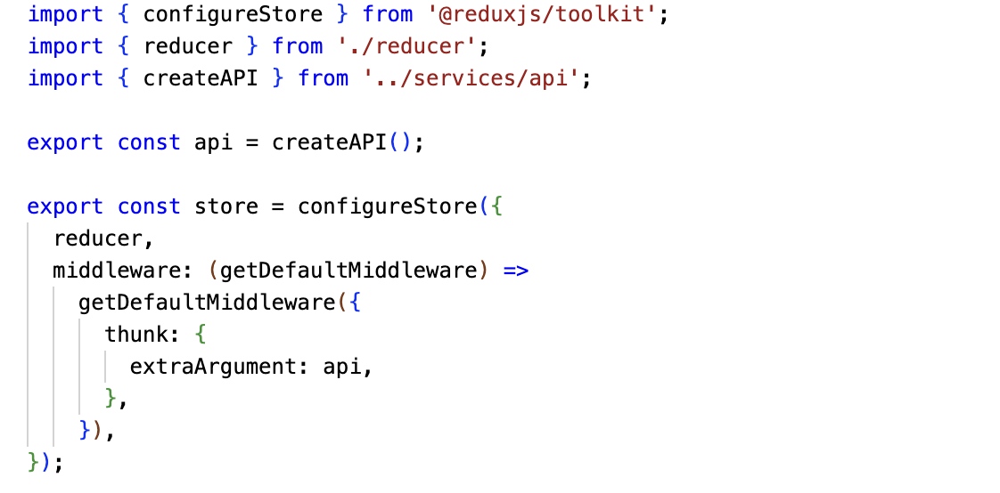 import { configureStore } from '@reduxjs/toolkit';
import { reducer } from './reducer';
import { createAPI } from '../services/api';

export const api = createAPI();

export const store = configureStore({
  reducer,
  middleware: (getDefaultMiddleware) =>
    getDefaultMiddleware({
      thunk: {
        extraArgument: api,
      },
    }),
});